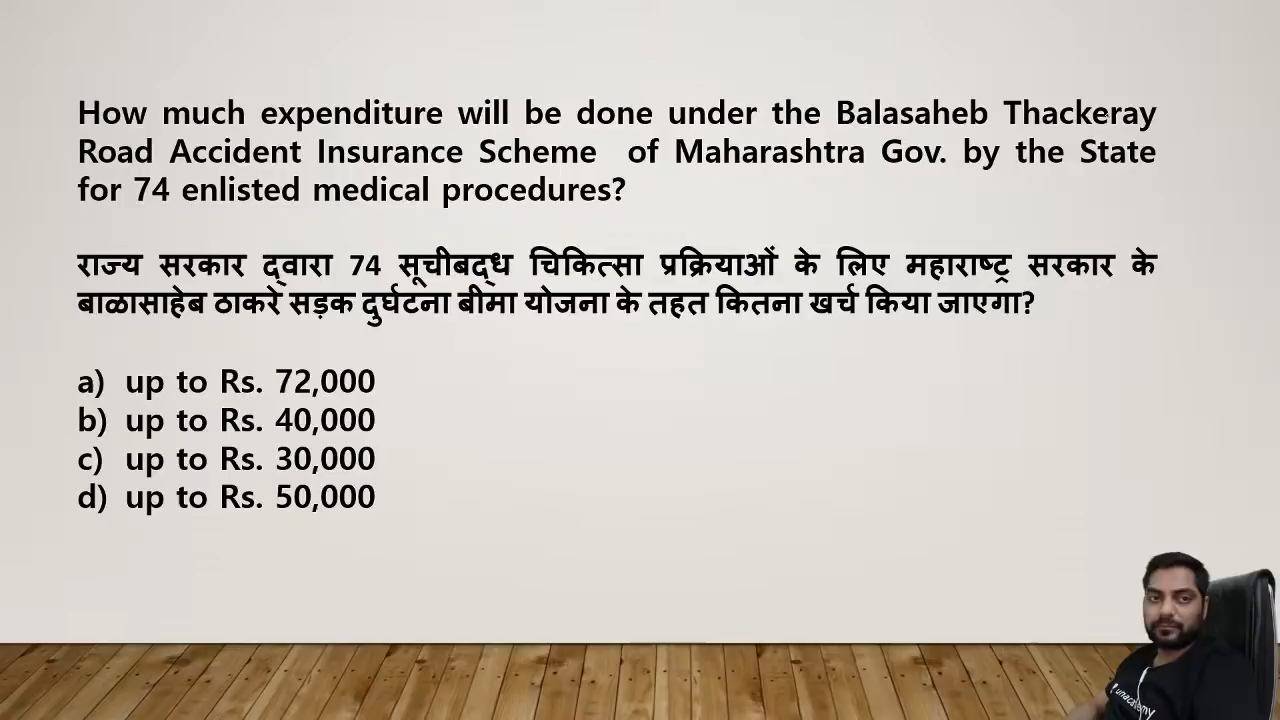 How much expenditure will be done under the Balasaheb Thackeray
Road Accident Insurance Scheme of Maharashtra Gov. by the State
for 74 enlisted medical procedures?
राज्य सरकार द्वारा 74 सूचीबद्ध चिकित्सा प्रक्रियाओं के लिए महाराष्ट्र सरकार के
बाळासाहेब ठाकरे सड़क दुर्घटना बीमा योजना के तहत कितना खर्च किया जाएगा?
a) up to Rs. 72,000
b) up to Rs. 40,000
c) up to Rs. 30,000
d) up to Rs. 50,000
unacademy